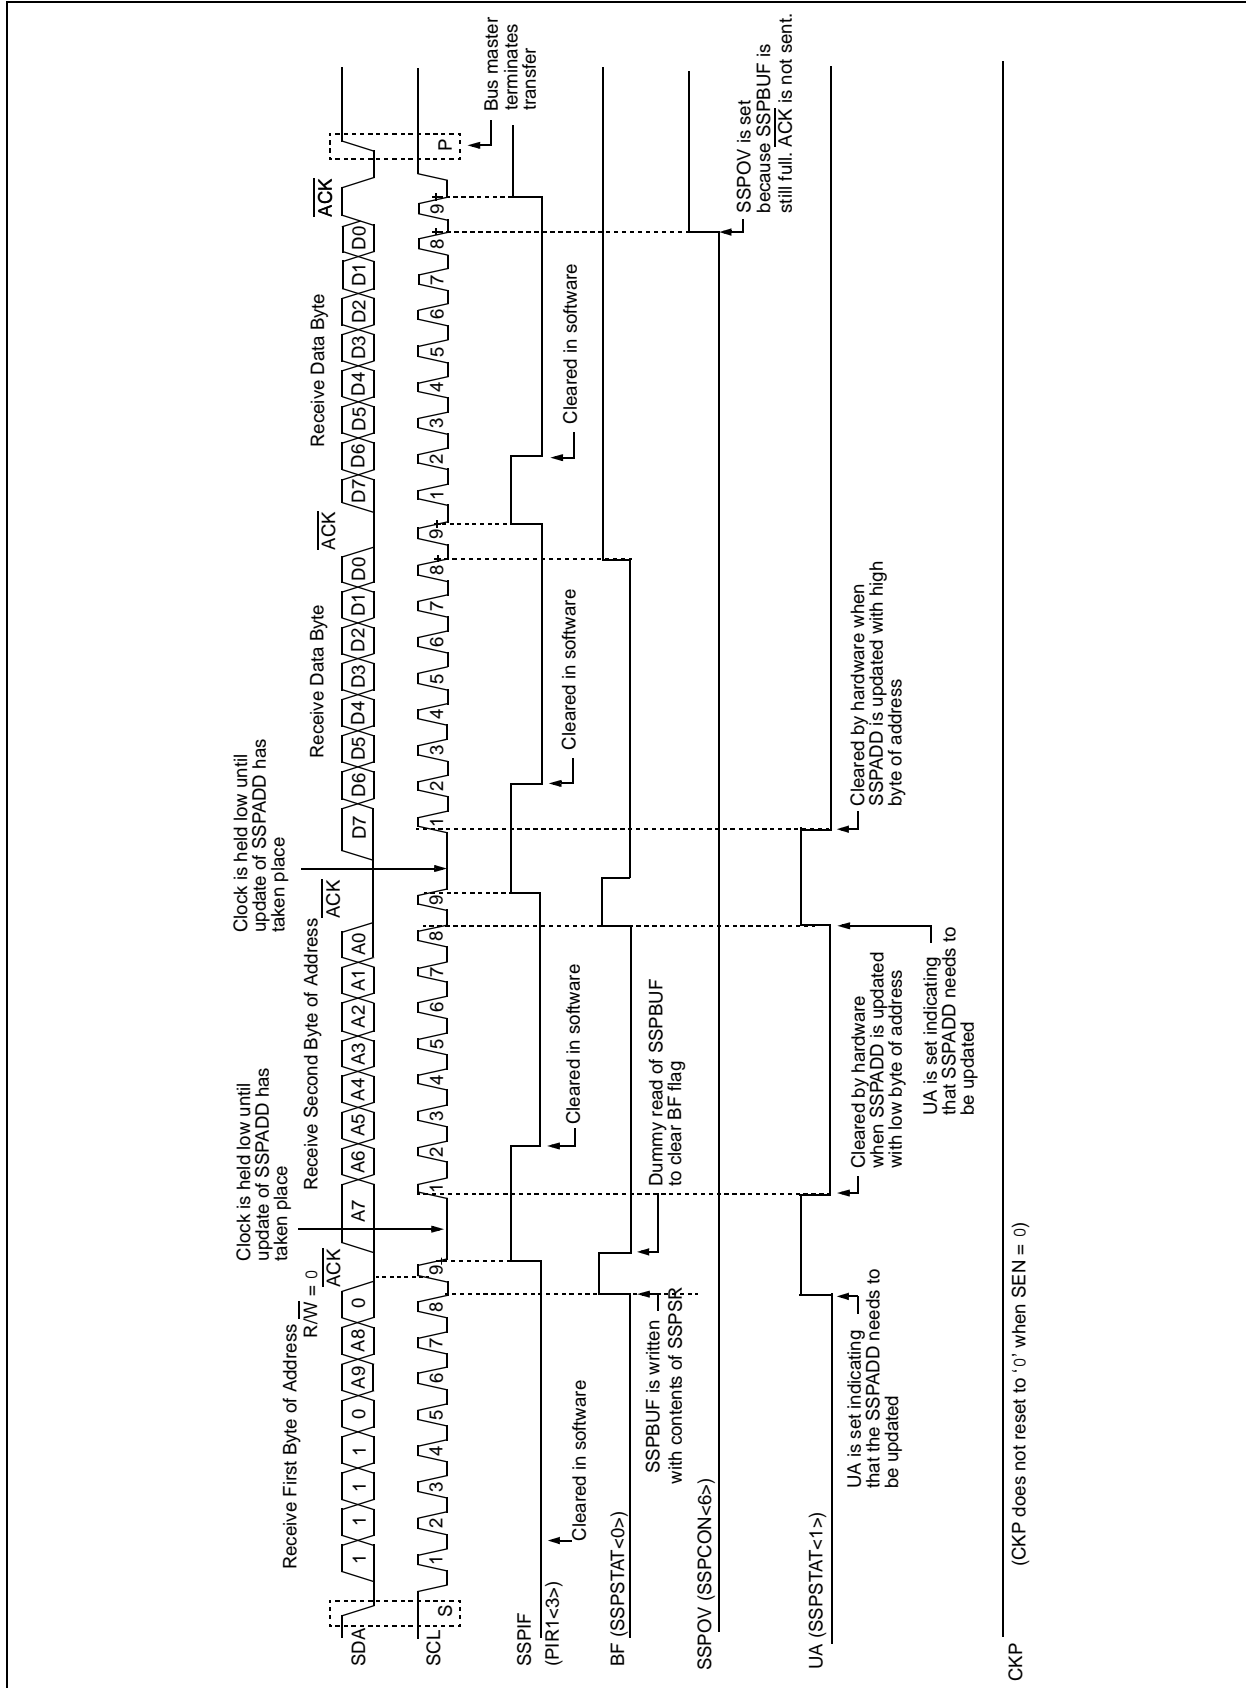 Clock is held low until
update of SSPADD has
taken place
Clock is held low until
update of SSPADD has
taken place
Receive First Byte of Address
R/W = 0
ACK
Receive Second Byte of Address
ACK
Receive Data Byte
ACK
Receive Data Byte
ACK
SDA
1 1 1 1 0 A9 A8 0 A7 A6 A5 A4 A3 A2 A1 A0 D7 D6 D5 D4 D3 D2 D1 D0 D7 D6 D5 D4 D3 D2 D1 D0
SCL
S 1 2 3 4 5 6 7 8 9 1 2 3 4 5 6 7 8 9 1 2 3 4 5 6 7 8 9 1 2 3 4 5 6 7 8 9 P
Bus master
terminates
transfer
SSPIF
(PIR1<3>)
Cleared in software
Cleared in software
Cleared in software
Cleared in software
BF (SSPSTAT<0>)
SSPBUF is written
with contents of SSPSR
Dummy read of SSPBUF
to clear BF flag
SSPOV (SSPCON<6>)
SSPOV is set
because SSPBUF is
still full. ACK is not sent.
UA (SSPSTAT<1>)
UA is set indicating
that the SSPADD needs to
be updated
Cleared by hardware
when SSPADD is updated
with low byte of address
UA is set indicating
that SSPADD needs to
be updated
Cleared by hardware when
SSPADD is updated with high
byte of address
CKP
(CKP does not reset to ‘0’ when SEN = 0)